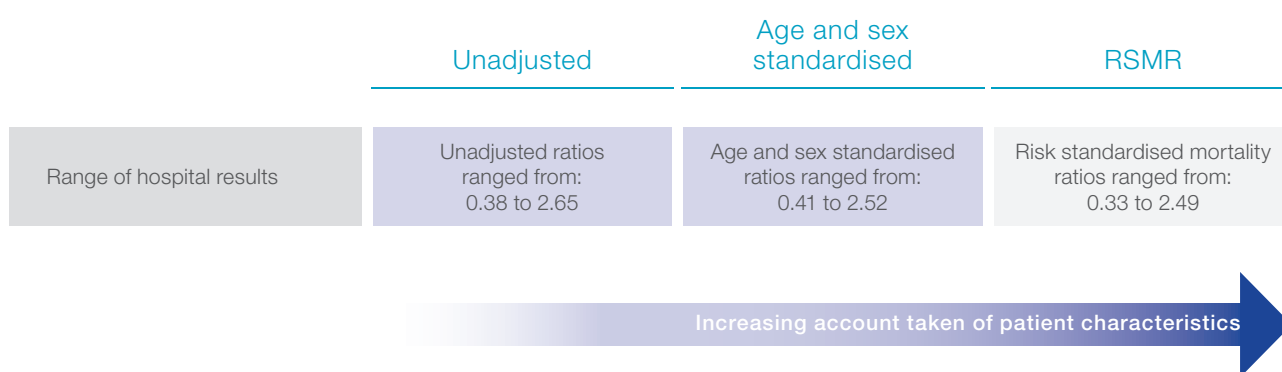 Unadjusted
Age and sex
standardised
RSMR
Range of hospital results
Unadjusted ratios
ranged from:
0.38 to 2.65
Age and sex standardised
ratios ranged from:
0.41 to 2.52
Risk standardised mortality
ratios ranged from:
0.33 to 2.49
Increasing account taken of patient characteristics